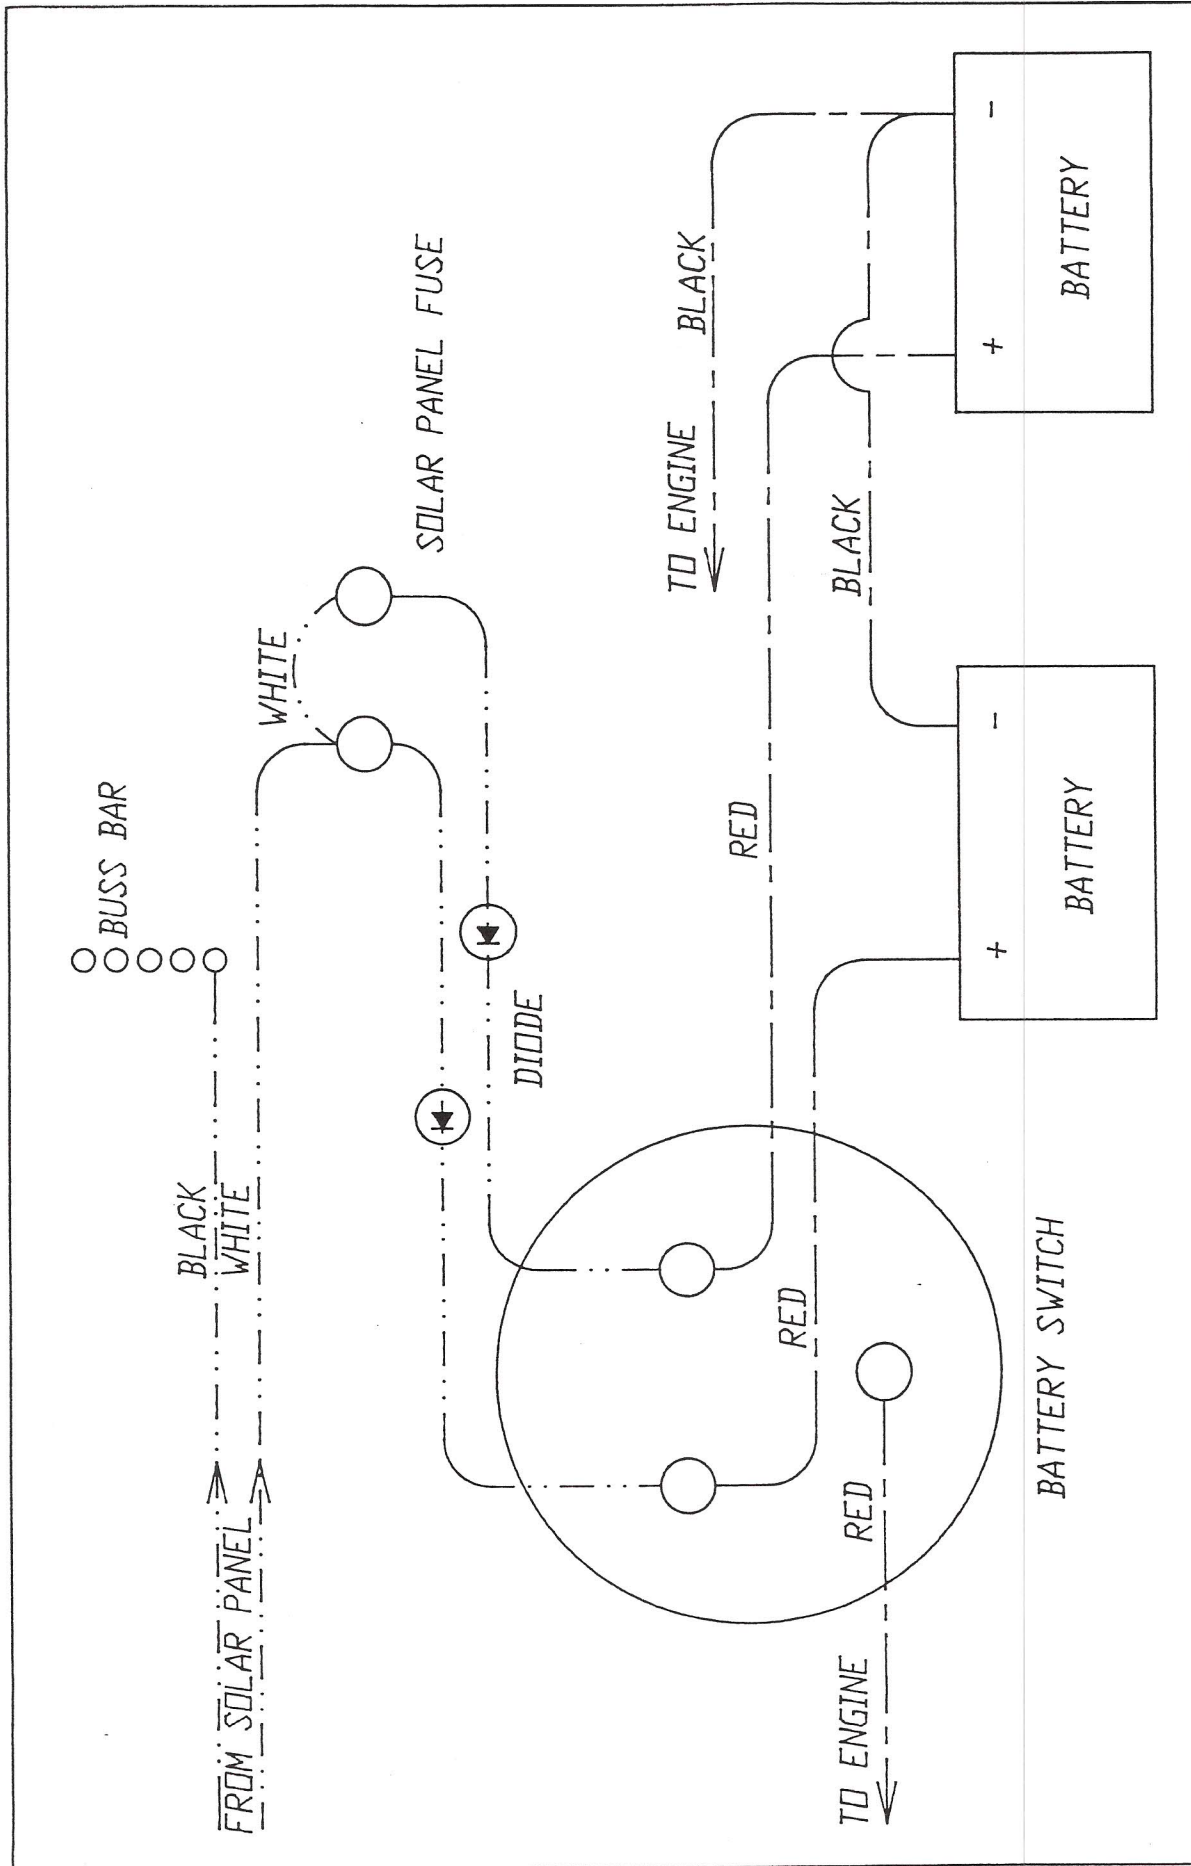 FROM SOLAR PANEL
BLACK
WHITE
BUSS BAR
WHITE
SOLAR PANEL FUSE
DIODE
TO ENGINE
BLACK
RED
BLACK
RED
TO ENGINE
RED
BATTERY SWITCH
+
-
BATTERY
+
-
BATTERY